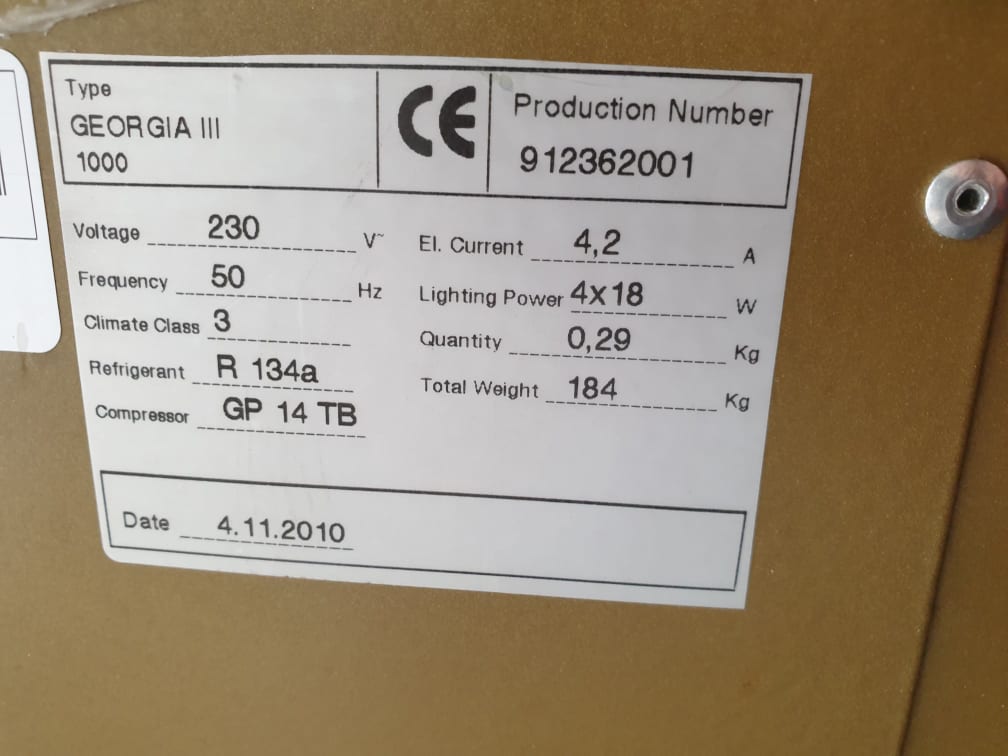 Type
GEORGIA III
1000
CE
Production Number
912362001
Voltage 230 V~
El. Current 4,2 A
Frequency 50 Hz
Lighting Power 4x18 W
Climate Class 3
Quantity 0,29 Kg
Refrigerant R 134a
Total Weight 184 Kg
Compressor GP 14 TB
Date 4.11.2010